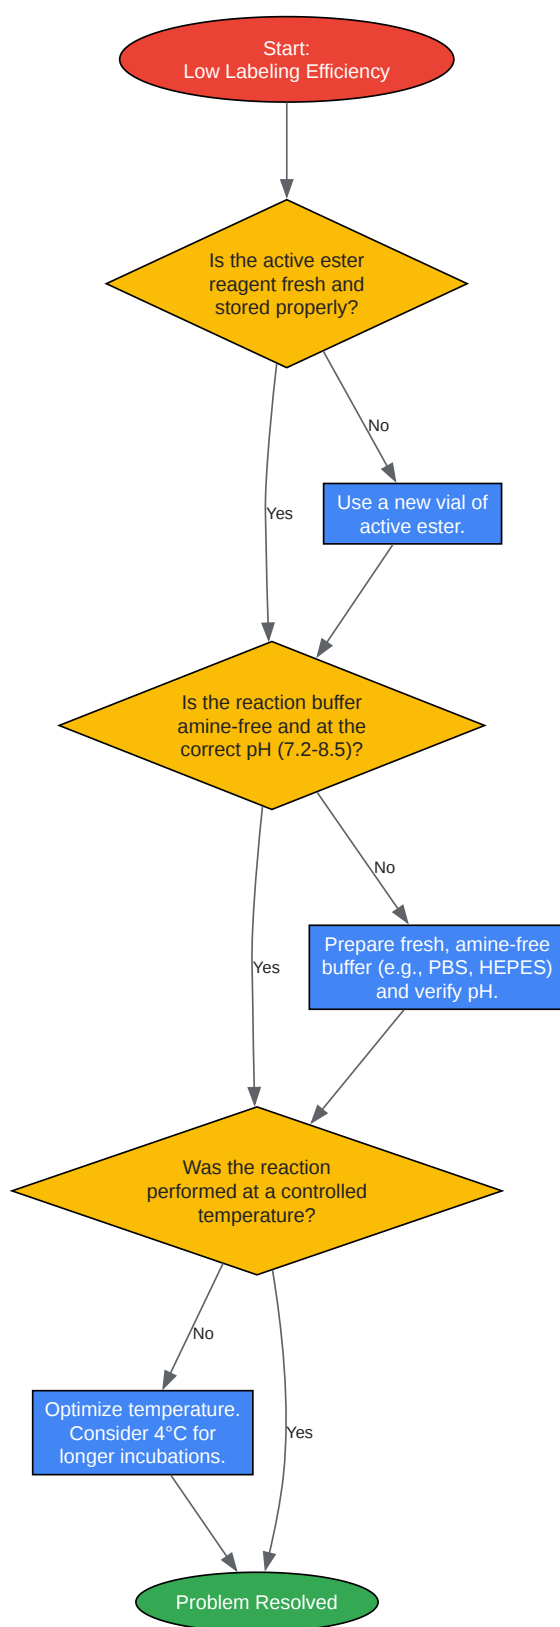 Start:
Low Labeling Efficiency
Is the active ester
reagent fresh and
stored properly?
No
Use a new vial of
active ester.
Yes
Is the reaction buffer
amine-free and at the
correct pH (7.2-8.5)?
No
Prepare fresh, amine-free
buffer (e.g., PBS, HEPES)
and verify pH.
Yes
Was the reaction
performed at a controlled
temperature?
No
Optimize temperature.
Consider 4°C for
longer incubations.
Yes
Problem Resolved